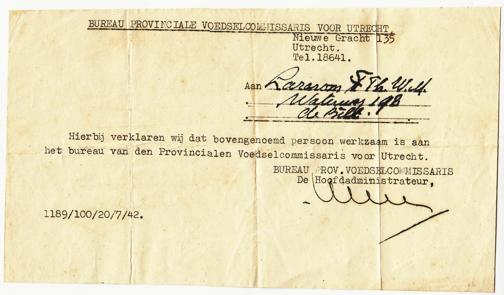 BUREAU PROVINCIALE VOEDSELCOMMISSARIS VOOR UTRECHT
Nieuwe Gracht 135
Utrecht.
Tel.18641.
Aan Th. W.M.
198
de Bilt.
Hierbij verklaren wij dat bovengenoemd persoon werkzaam is aan
het bureau van den Provincialen Voedselcommissaris voor Utrecht.
BUREAU PROV.VOEDSELCOMMISSARIS
De Hoofdadministrateur,
1189/100/20/7/42.